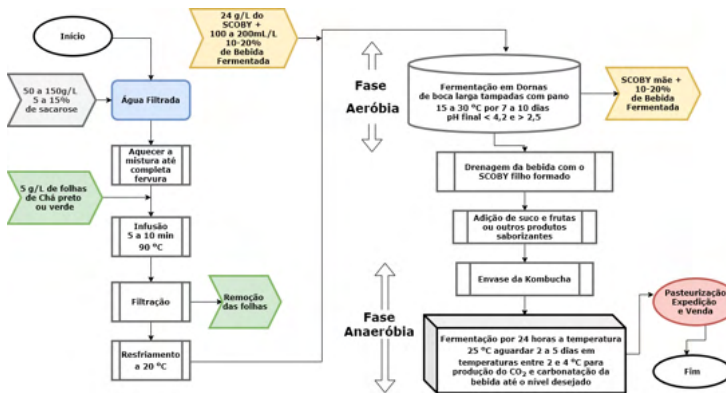 Início
24 g/L do
SCOBY +
100 a 200mL/L
10-20%
de Bebida
Fermentada
50 a 150g/L
5 a 15%
de sacarose
Água Filtrada
Aquecer a
mistura até
completa
fervura
5 g/L de folhas
de Chá preto
ou verde
Infusão
5 a 10 min
90 ºC
Filtração
Remoção
das folhas
Resfriamento
a 20 ºC
Fase
Aeróbia
Fermentação em Dornas
de boca larga tampadas com pano
15 a 30 ºC por 7 a 10 dias
pH final < 4,2 e > 2,5
SCOBY mãe +
10-20%
de Bebida
Fermentada
Drenagem da bebida com o
SCOBY filho formado
Adição de suco e frutas
ou outros produtos
saborizantes
Envase da Kombucha
Fase
Anaeróbia
Fermentação por 24 horas a temperatura
25 ºC aguardar 2 a 5 dias em
temperaturas entre 2 e 4 ºC para
produção do CO₂ e carbonatação da
bebida até o nível desejado
Pasteurização
Expedição
e Venda
Fim